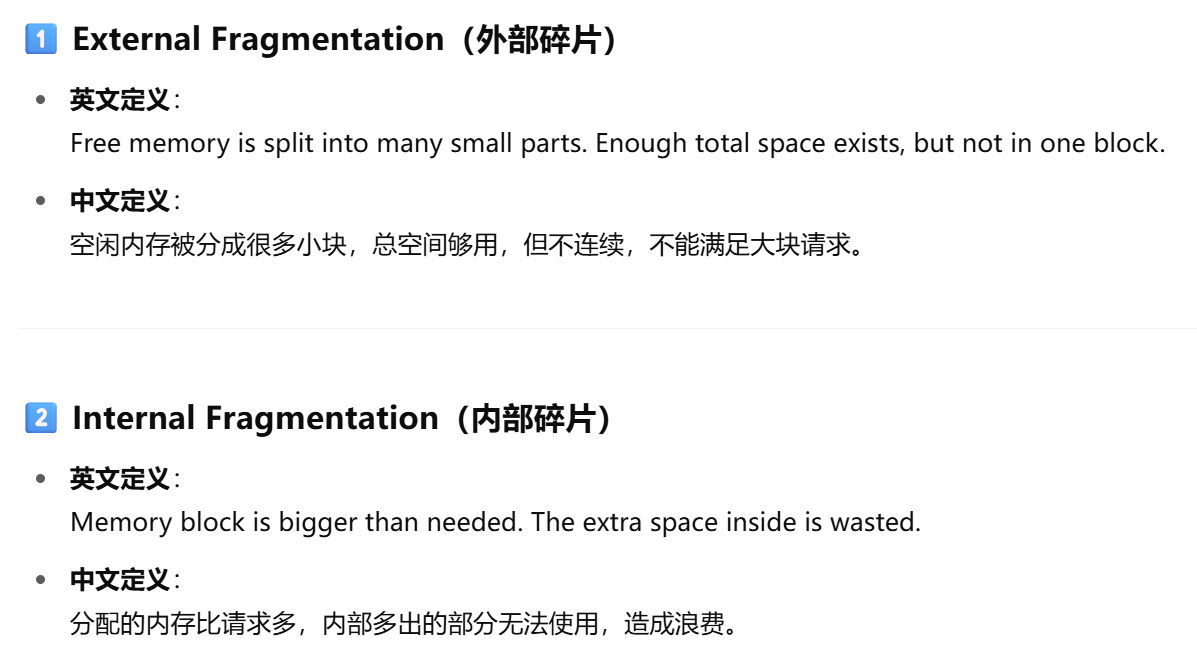 1️⃣ External Fragmentation（外部碎片）
• 英文定义：
Free memory is split into many small parts. Enough total space exists, but not in one block.
• 中文定义：
空闲内存被分成很多小块，总空间够用，但不连续，不能满足大块请求。
2️⃣ Internal Fragmentation（内部碎片）
• 英文定义：
Memory block is bigger than needed. The extra space inside is wasted.
• 中文定义：
分配的内存比请求多，内部多出的部分无法使用，造成浪费。